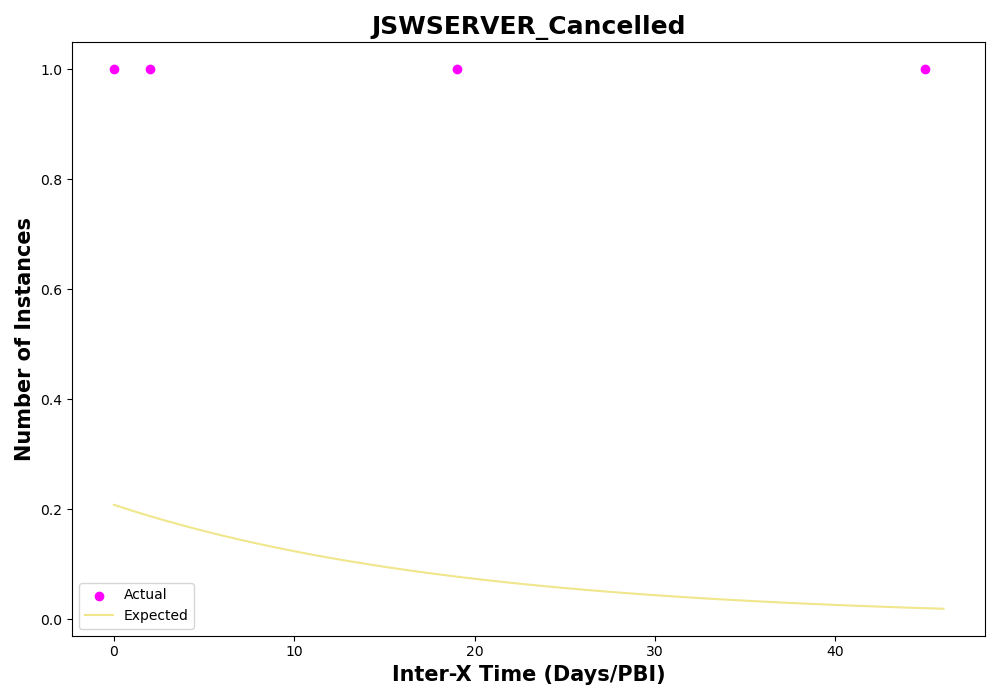 JSWSERVER_Cancelled
Number of Instances
1.0
0.8
0.6
0.4
0.2
0.0
Actual
Expected
0 10 20 30 40
Inter-X Time (Days/PBI)